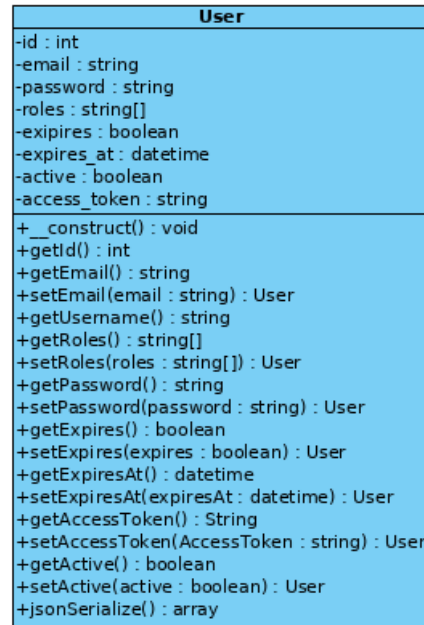 User
-id : int
-email : string
-password : string
-roles : string[]
-exipires : boolean
-expires_at : datetime
-active : boolean
-access_token : string
+__construct() : void
+getId() : int
+getEmail() : string
+setEmail(email : string) : User
+getUsername() : string
+getRoles() : string[]
+setRoles(roles : string[]) : User
+getPassword() : string
+setPassword(password : string) : User
+getExpires() : boolean
+setExpires(expires : boolean) : User
+getExpiresAt() : datetime
+setExpiresAt(expiresAt : datetime) : User
+getAccessToken() : String
+setAccessToken(AccessToken : string) : User
+getActive() : boolean
+setActive(active : boolean) : User
+jsonSerialize() : array